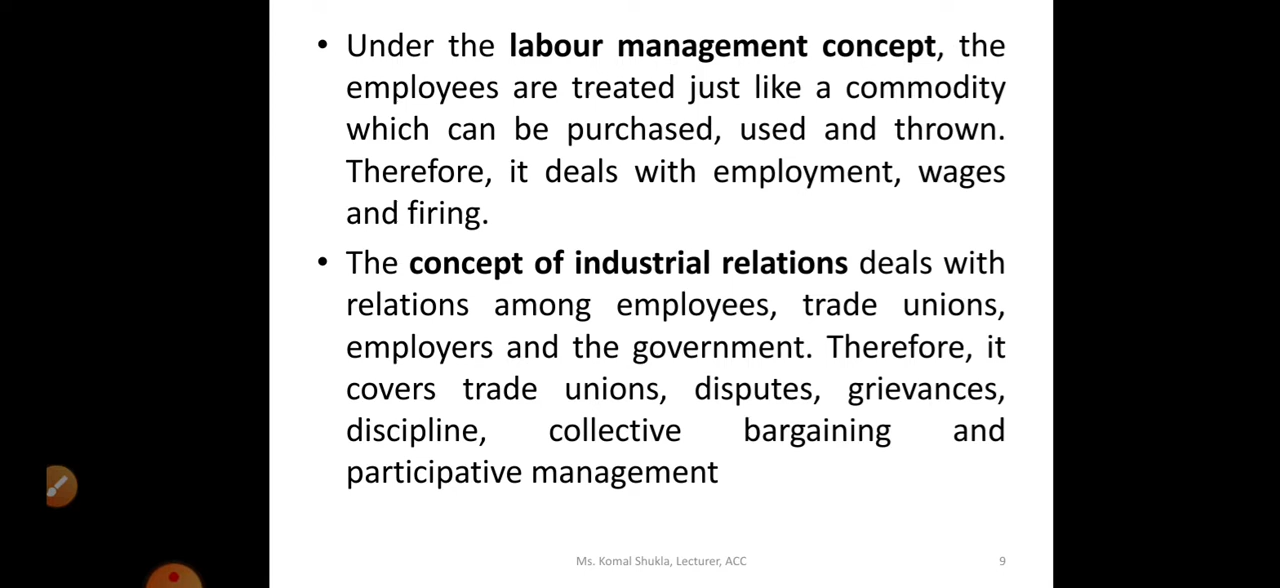 • Under the labour management concept, the
employees are treated just like a commodity
which can be purchased, used and thrown.
Therefore, it deals with employment, wages
and firing.
• The concept of industrial relations deals with
relations among employees, trade unions,
employers and the government. Therefore, it
covers trade unions, disputes, grievances,
discipline, collective bargaining and
participative management
Ms. Komal Shukla, Lecturer, ACC
9